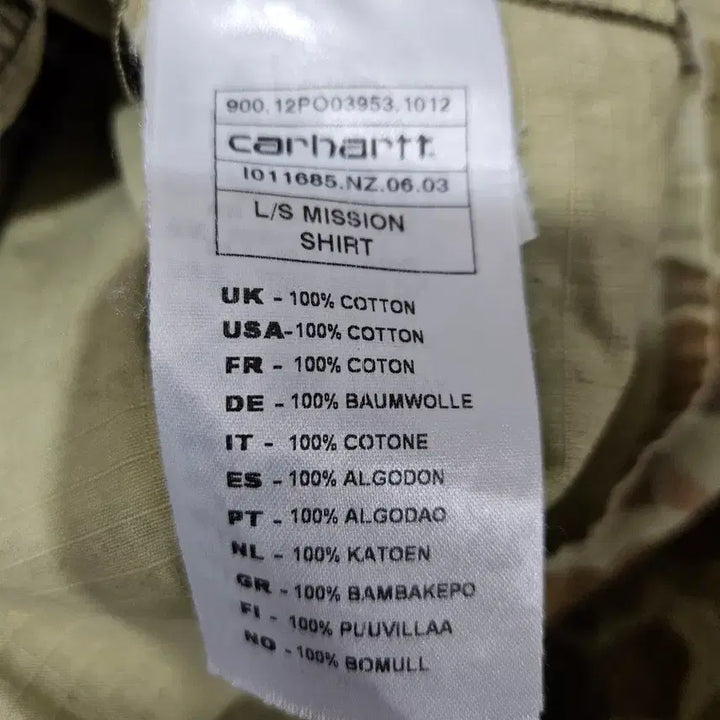 900.12PO03953.1012
carhartt.
I011685.NZ.06.03
L/S MISSION
SHIRT
UK - 100% COTTON
USA-100% COTTON
FR - 100% COTON
DE - 100% BAUMWOLLE
IT - 100% COTONE
ES - 100% ALGODON
PT - 100% ALGODAO
NL - 100% KATOEN
GR - 100% BAMBAKEPO
FI - 100% PUUVILLAA
NO - 100% BOMULL